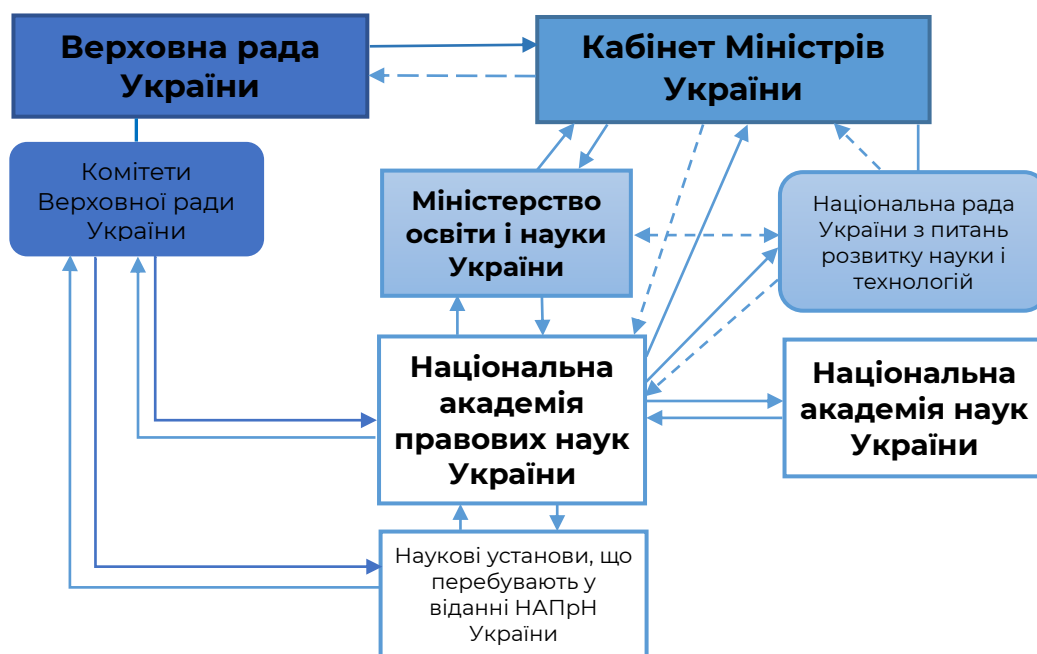 Верховна рада
України
Кабінет Міністрів
України
Комітети
Верховної ради
України
Міністерство
освіти і науки
України
Національна рада
України з питань
розвитку науки і
технологій
Національна
академія
правових наук
України
Національна
академія наук
України
Наукові установи, що
перебувають у
віданні НАПрН
України